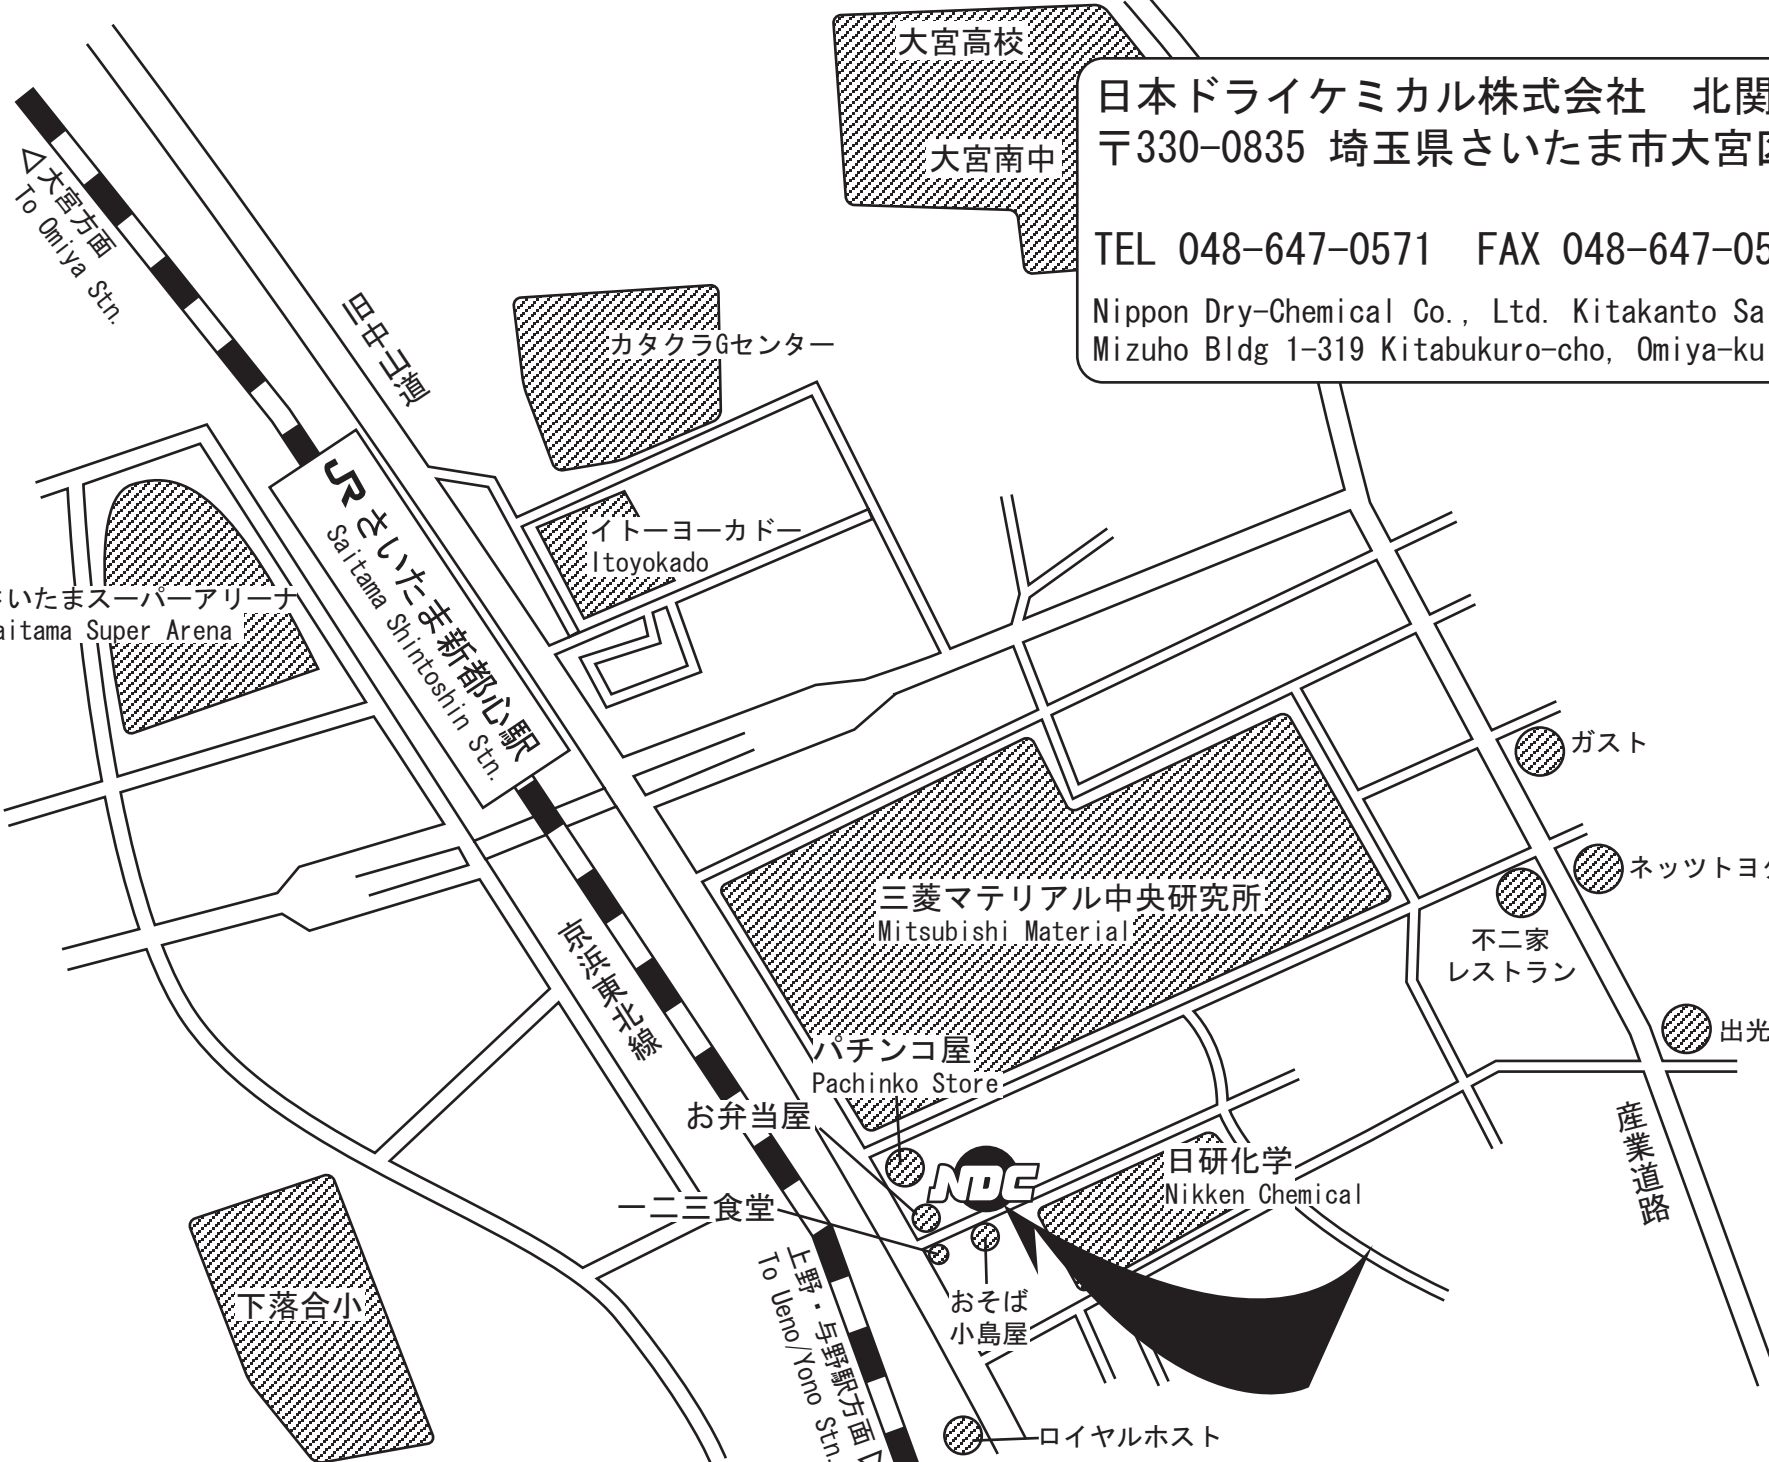 大宮高校
大宮南中
日本ドライケミカル株式会社　北関
〒330-0835 埼玉県さいたま市大宮区
TEL 048-647-0571 FAX 048-647-05
Nippon Dry-Chemical Co., Ltd. Kitakanto Sa
Mizuho Bldg 1-319 Kitabukuro-cho, Omiya-ku
△大宮方面
To Omiya Stn.
旧中山道
カタクラGセンター
イトーヨーカドー
Itoyokado
JR さいたま新都心駅
Saitama Shintoshin Stn.
さいたまスーパーアリーナ
aitama Super Arena
ガスト
ネッツトヨタ
三菱マテリアル中央研究所
Mitsubishi Material
不二家
レストラン
出光
京浜東北線
パチンコ屋
Pachinko Store
お弁当屋
NDC
日研化学
Nikken Chemical
産業道路
一二三食堂
上野・与野駅方面 ▷
To Ueno/Yono Stn.
おそば
小島屋
下落合小
ロイヤルホスト